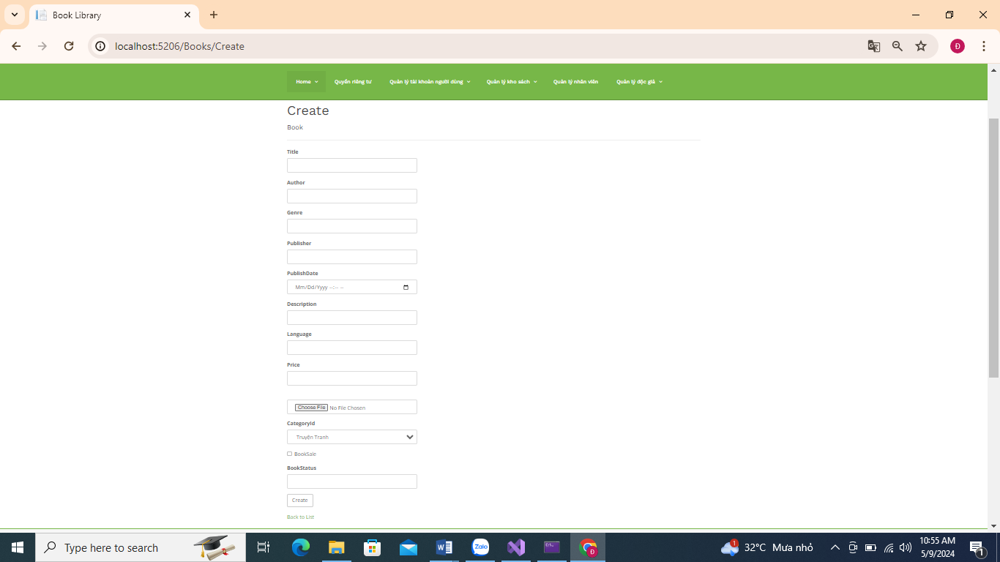 Book Library
localhost:5206/Books/Create
Đ
Home Quyền riêng tư Quản lý tài khoản người dùng Quản lý kho sách Quản lý nhân viên Quản lý độc giả
Create
Book
Title
Author
Genre
Publisher
PublishDate
Mm/Dd/Yyyy --:-- --
Description
Language
Price
Choose File No File Chosen
CategoryId
Truyện Tranh
BookSale
BookStatus
Create
Back to List
Type here to search
Zalo
Đ
1
32°C Mưa nhỏ
10:55 AM
5/9/2024
1